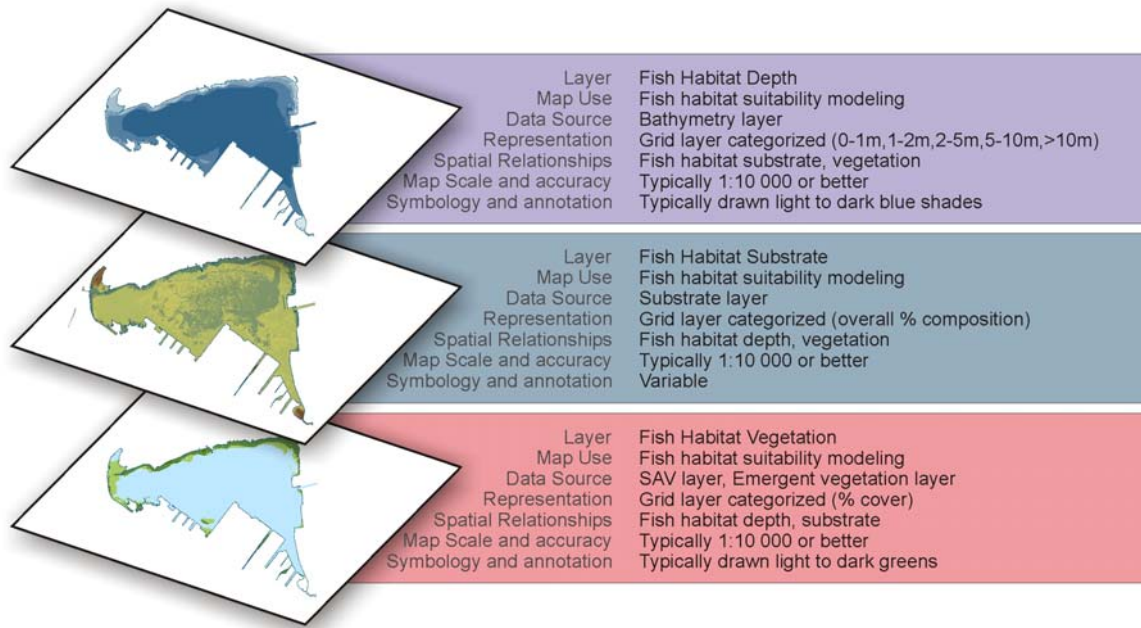 Layer Fish Habitat Depth
Map Use Fish habitat suitability modeling
Data Source Bathymetry layer
Representation Grid layer categorized (0-1m,1-2m,2-5m,5-10m,>10m)
Spatial Relationships Fish habitat substrate, vegetation
Map Scale and accuracy Typically 1:10 000 or better
Symbology and annotation Typically drawn light to dark blue shades
Layer Fish Habitat Substrate
Map Use Fish habitat suitability modeling
Data Source Substrate layer
Representation Grid layer categorized (overall % composition)
Spatial Relationships Fish habitat depth, vegetation
Map Scale and accuracy Typically 1:10 000 or better
Symbology and annotation Variable
Layer Fish Habitat Vegetation
Map Use Fish habitat suitability modeling
Data Source SAV layer, Emergent vegetation layer
Representation Grid layer categorized (% cover)
Spatial Relationships Fish habitat depth, substrate
Map Scale and accuracy Typically 1:10 000 or better
Symbology and annotation Typically drawn light to dark greens